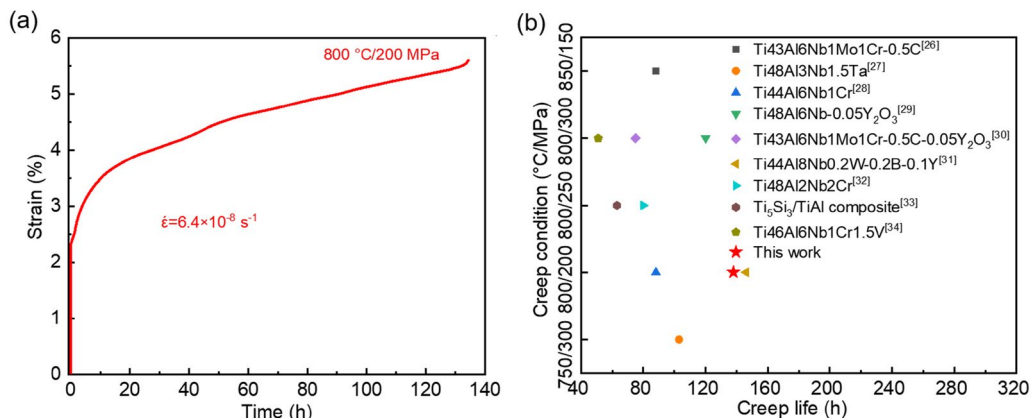 (a)
800 °C/200 MPa
ε̇=6.4×10⁻⁸ s⁻¹
Strain (%)
6
5
4
3
2
1
0
0 20 40 60 80 100 120 140
Time (h)
(b)
Creep condition (°C/MPa)
850/150
800/300
800/250
800/200
750/300
Ti43Al6Nb1Mo1Cr-0.5C[26]
Ti48Al3Nb1.5Ta[27]
Ti44Al6Nb1Cr[28]
Ti48Al6Nb-0.05Y₂O₃[29]
Ti43Al6Nb1Mo1Cr-0.5C-0.05Y₂O₃[30]
Ti44Al8Nb0.2W-0.2B-0.1Y[31]
Ti48Al2Nb2Cr[32]
Ti₅Si₃/TiAl composite[33]
Ti46Al6Nb1Cr1.5V[34]
This work
40 80 120 160 200 240 280 320
Creep life (h)